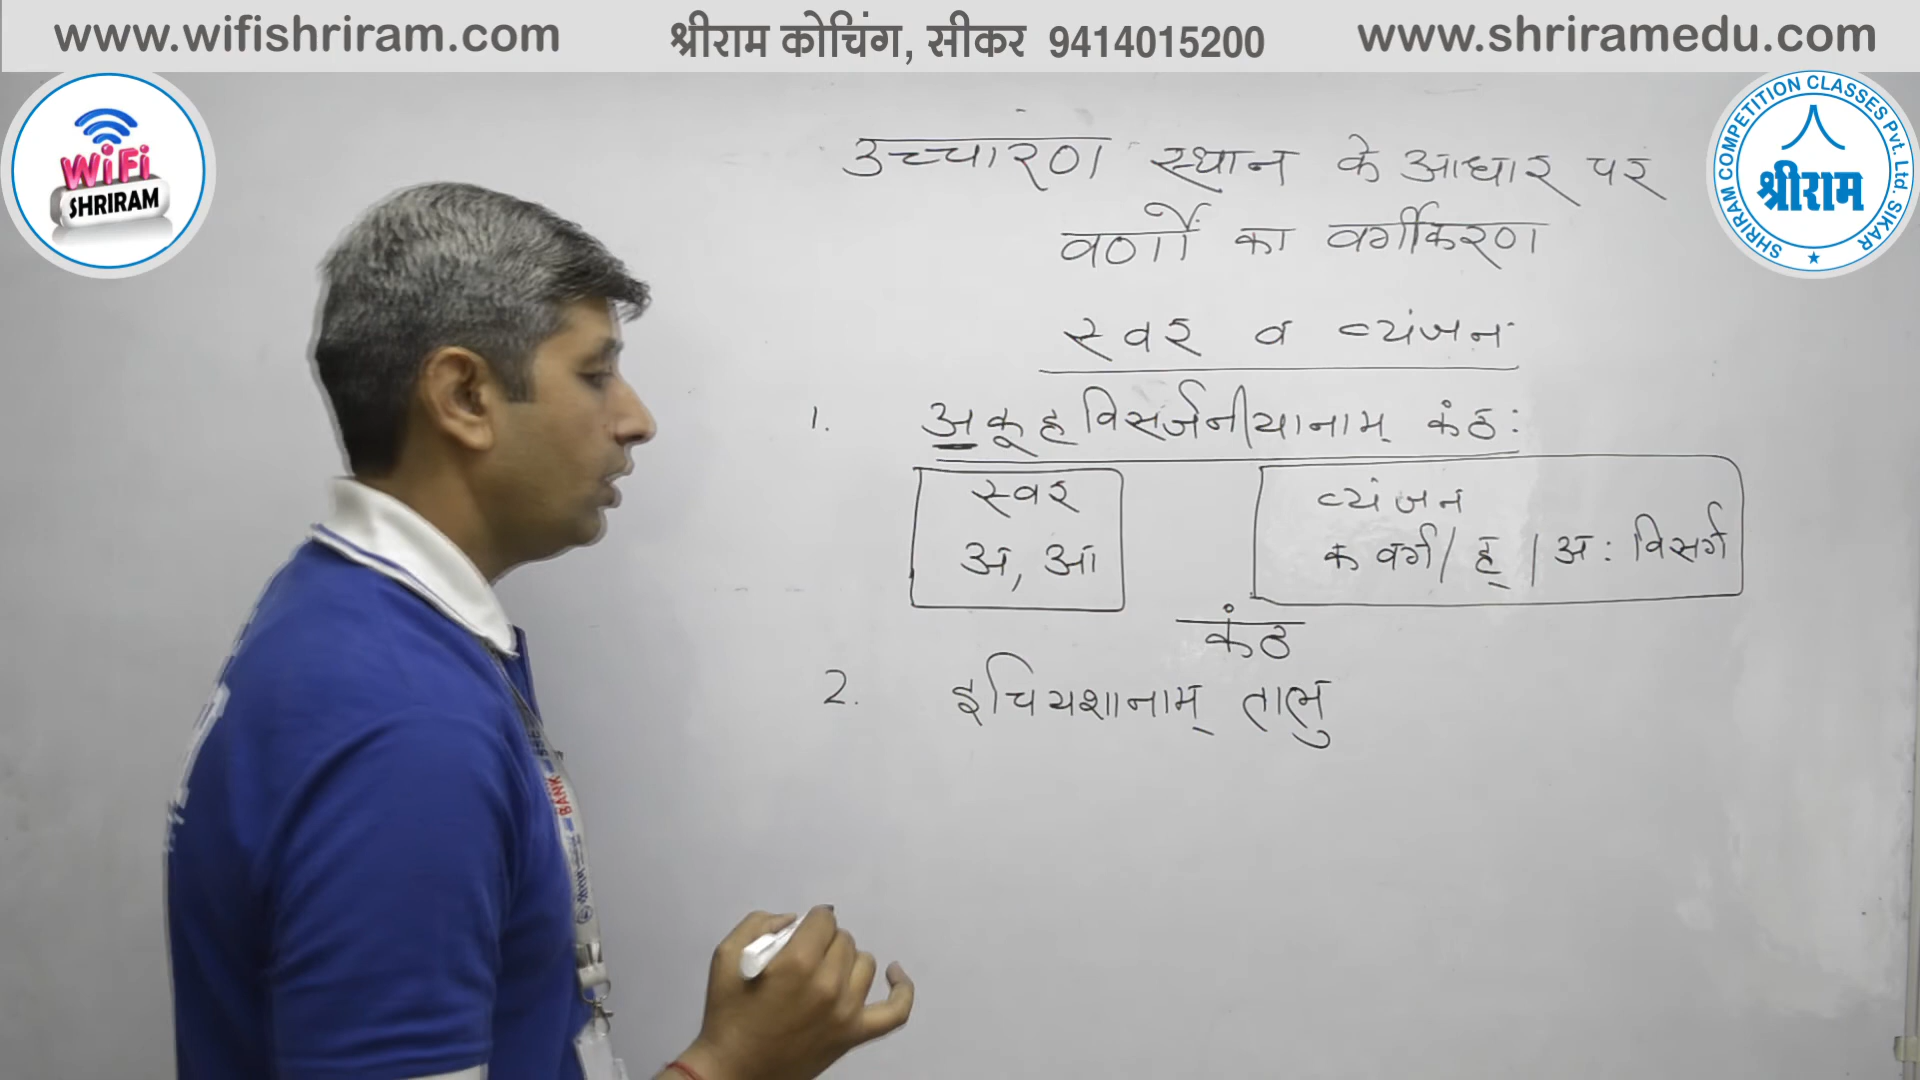 www.wifishriram.com श्रीराम कोचिंग, सीकर 9414015200 www.shriramedu.com
WiFi
SHRIRAM
SHRIRAM COMPETITION CLASSES Pvt. Ltd. SIKAR
श्रीराम
उच्चारण स्थान के आधार पर
वर्णों का वर्गीकरण
स्वर व व्यंजन
1. अकूहविसर्जनीयानाम् कंठः
स्वर
अ, आ
व्यंजन
क वर्ग / ह् / अ: विसर्ग
कंठ
2. इचियशानाम् तालु
BANK